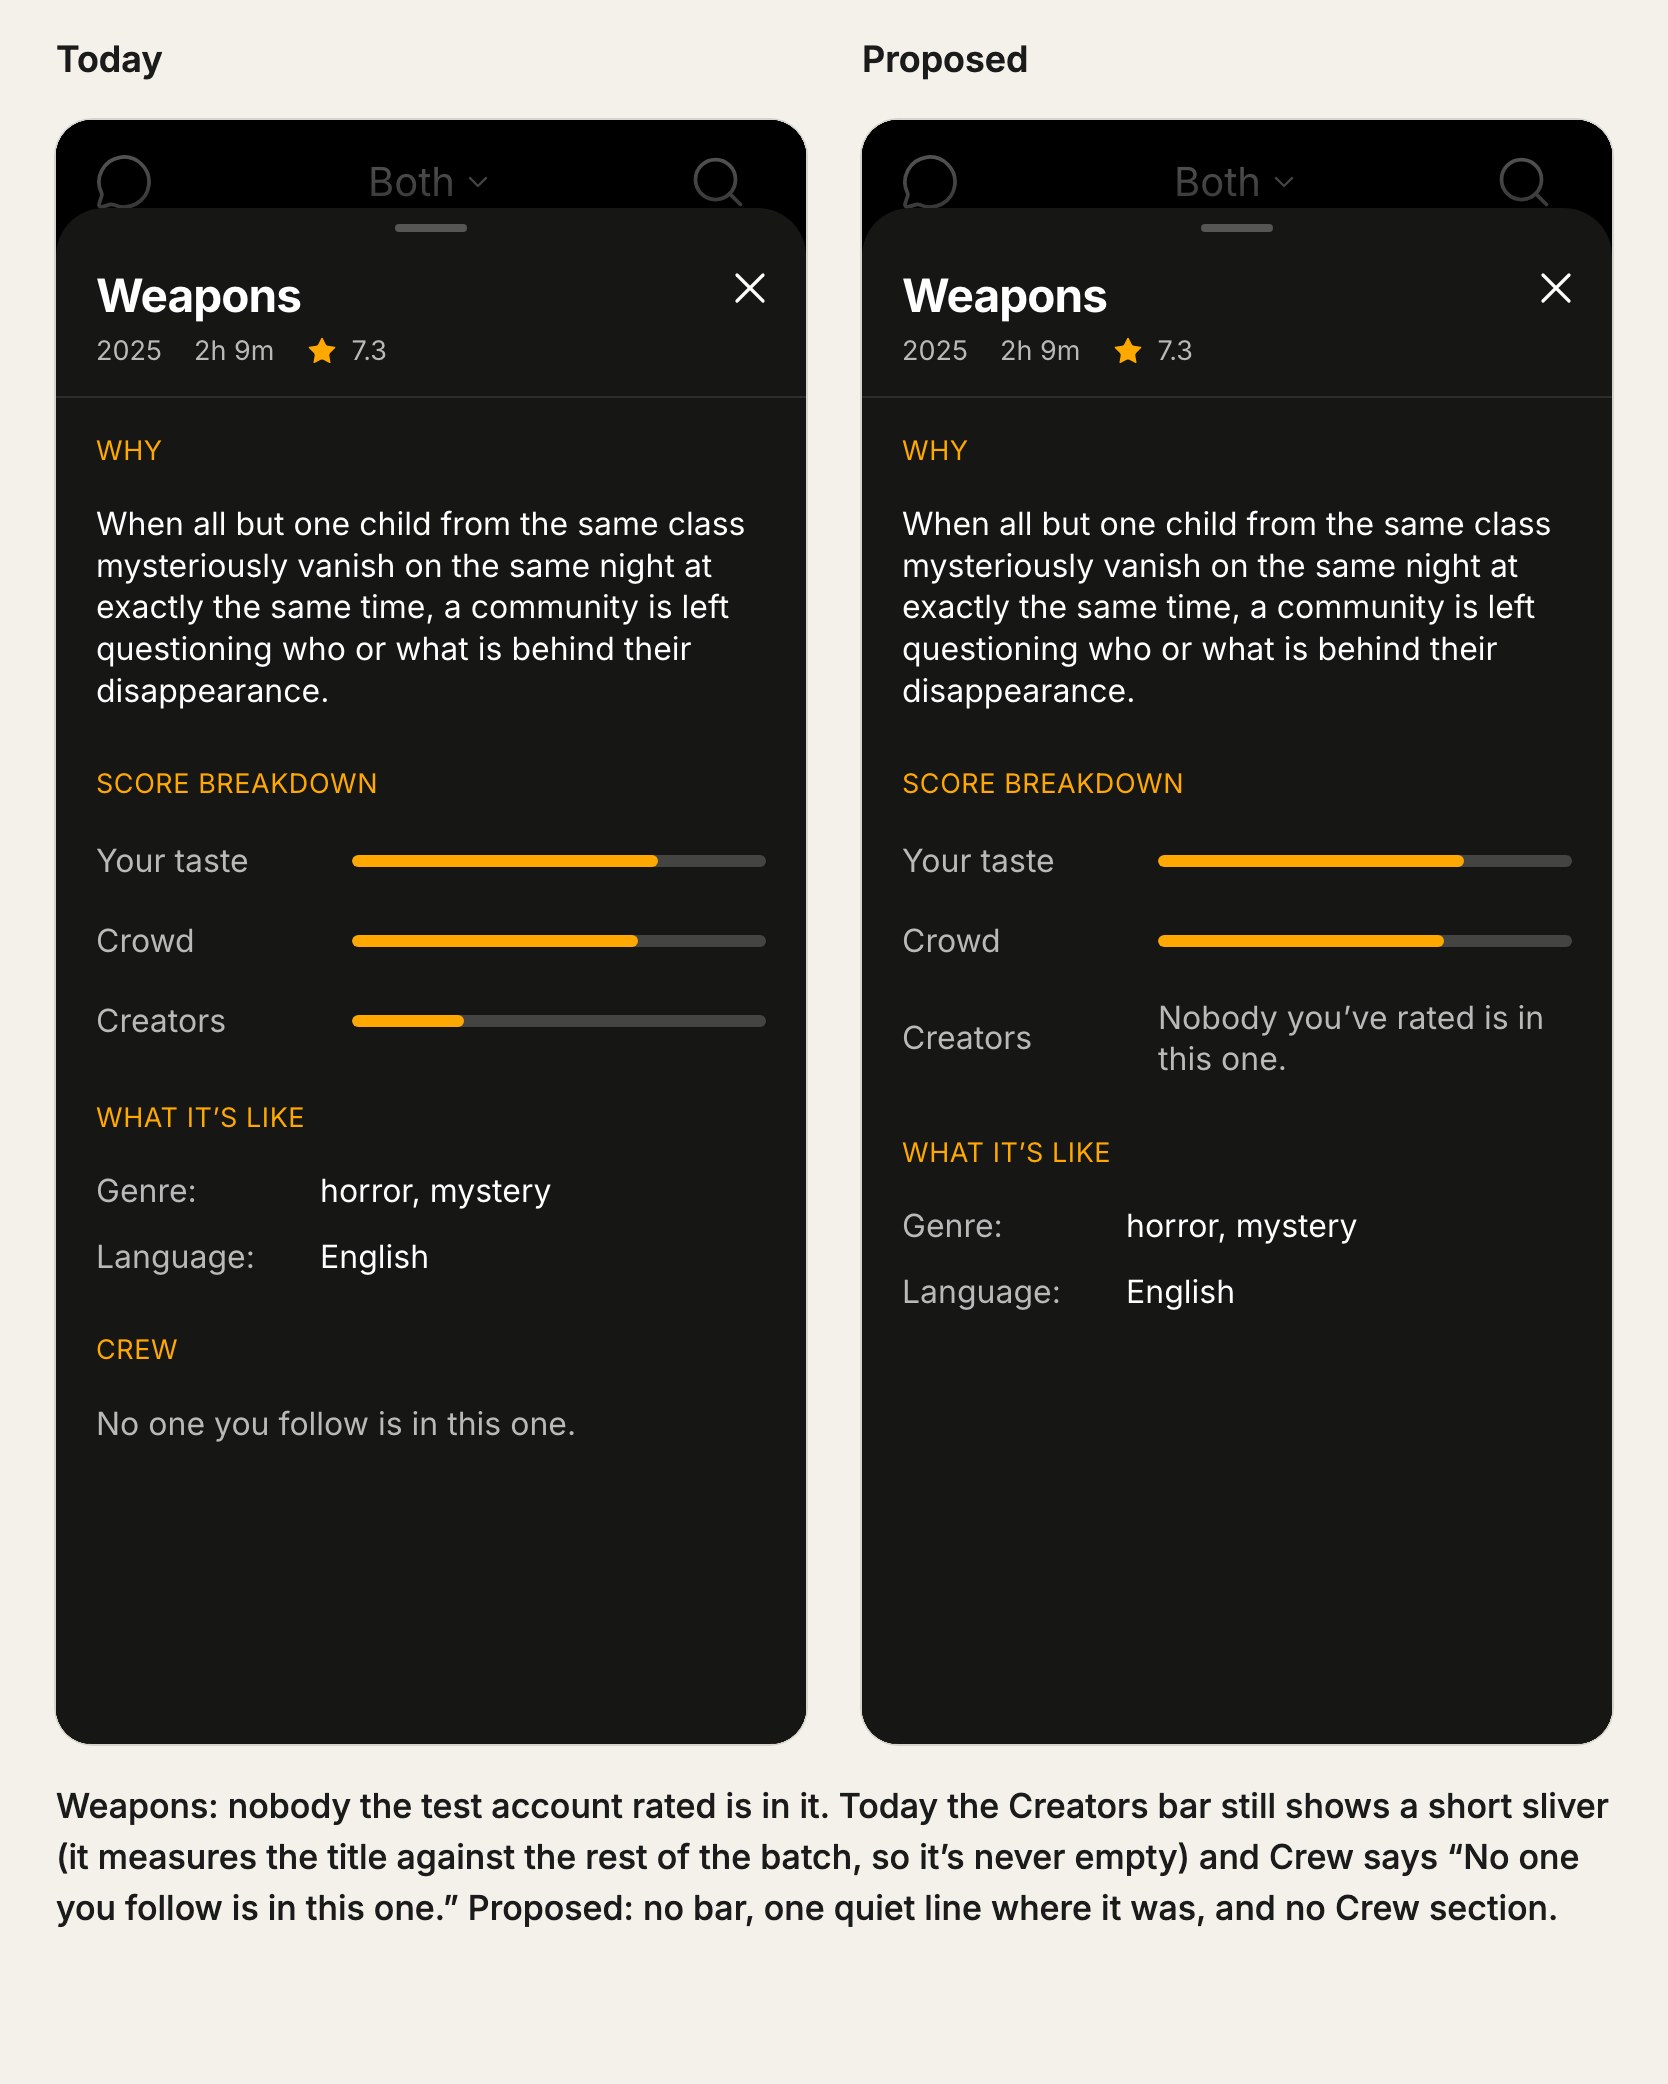 Today
Both
Weapons
2025 2h 9m 7.3
WHY
When all but one child from the same class
mysteriously vanish on the same night at
exactly the same time, a community is left
questioning who or what is behind their
disappearance.
SCORE BREAKDOWN
Your taste
Crowd
Creators
WHAT IT’S LIKE
Genre: horror, mystery
Language: English
CREW
No one you follow is in this one.
Proposed
Both
Weapons
2025 2h 9m 7.3
WHY
When all but one child from the same class
mysteriously vanish on the same night at
exactly the same time, a community is left
questioning who or what is behind their
disappearance.
SCORE BREAKDOWN
Your taste
Crowd
Creators
Nobody you’ve rated is in
this one.
WHAT IT’S LIKE
Genre: horror, mystery
Language: English
Weapons: nobody the test account rated is in it. Today the Creators bar still shows a short sliver
(it measures the title against the rest of the batch, so it’s never empty) and Crew says “No one
you follow is in this one.” Proposed: no bar, one quiet line where it was, and no Crew section.